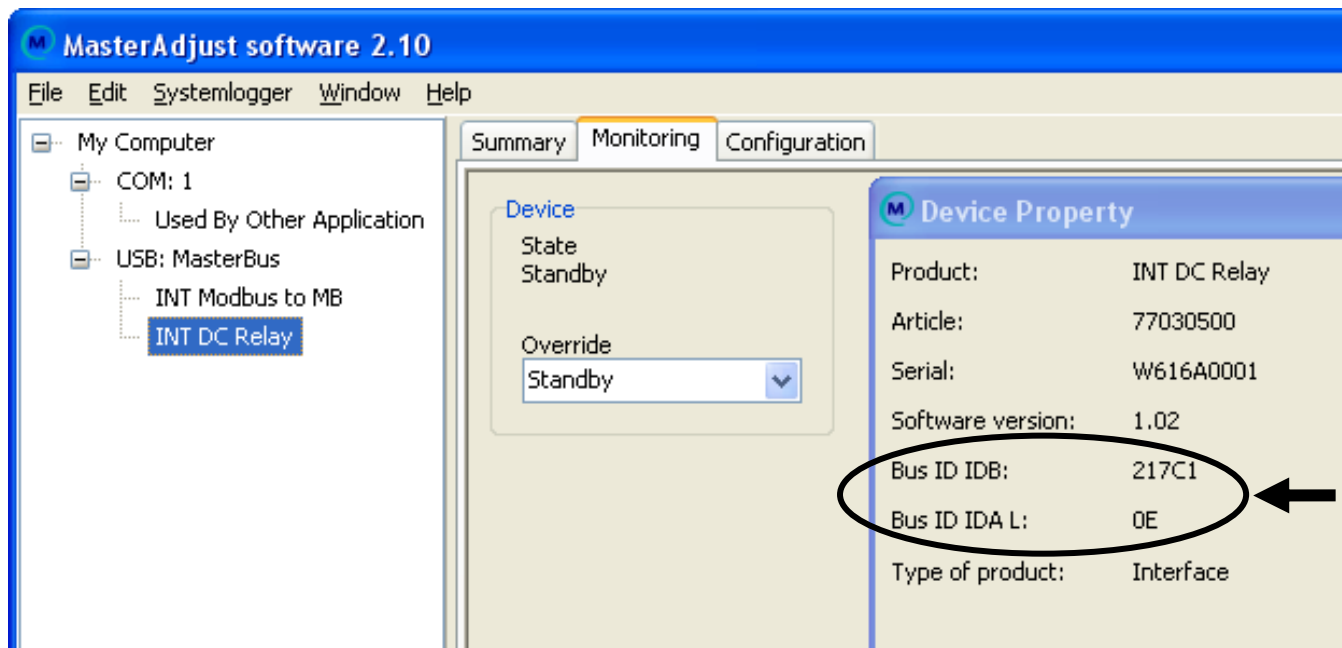 MasterAdjust software 2.10
File Edit Systemlogger Window Help
My Computer
COM: 1
Used By Other Application
USB: MasterBus
INT Modbus to MB
INT DC Relay
Summary Monitoring Configuration
Device
State
Standby
Override
Standby
M Device Property
Product: INT DC Relay
Article: 77030500
Serial: W616A0001
Software version: 1.02
Bus ID IDB: 217C1
Bus ID IDA L: 0E
Type of product: Interface